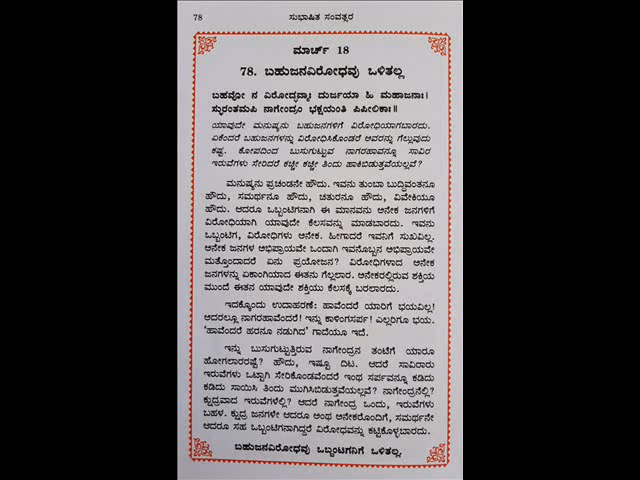 78
ಸುಭಾಷಿತ ಸಂವತ್ಸರ
ಮಾರ್ಚ್ 18
78. ಬಹುಜನವಿರೋಧವು ಒಳಿತಲ್ಲ
ಬಹವೋ ನ ವಿರೋದ್ಧವ್ಯಾಃ ದುರ್ಜಯಾ ಹಿ ಮಹಾಜನಾಃ।
ಸ್ಫುರಂತಮಪಿ ನಾಗೇಂದ್ರಂ ಭಕ್ಷಯಂತಿ ಪಿಪೀಲಿಕಾಃ॥
ಯಾವುದೇ ಮನುಷ್ಯನು ಬಹುಜನಗಳಿಗೆ ವಿರೋಧಿಯಾಗಬಾರದು.
ಏಕೆಂದರೆ ಬಹುಜನಗಳನ್ನು ವಿರೋಧಿಸಿಕೊಂಡರೆ ಅವರನ್ನು ಗೆಲ್ಲುವುದು
ಕಷ್ಟ. ಕೋಪದಿಂದ ಬುಸುಗುಟ್ಟುವ ನಾಗರಹಾವನ್ನೂ ಸಾವಿರ
ಇರುವೆಗಳು ಸೇರಿದರೆ ಕಚ್ಚೀ ಕಚ್ಚೀ ತಿಂದು ಹಾಕಿಬಿಡುತ್ತವೆಯಲ್ಲವೆ?
ಮನುಷ್ಯನು ಪ್ರಚಂಡನೇ ಹೌದು. ಇವನು ತುಂಬಾ ಬುದ್ಧಿವಂತನೂ
ಹೌದು, ಸಮರ್ಥನೂ ಹೌದು, ಚತುರನೂ ಹೌದು, ವಿವೇಕಿಯೂ
ಹೌದು. ಆದರೂ ಒಬ್ಬಂಟಿಗನಾಗಿ ಈ ಮಾನವನು ಅನೇಕ ಜನಗಳಿಗೆ
ವಿರೋಧಿಯಾಗಿ ಯಾವುದೇ ಕೆಲಸವನ್ನು ಮಾಡಬಾರದು. ಇವನು
ಒಬ್ಬಂಟಿಗ, ವಿರೋಧಿಗಳು ಅನೇಕ. ಹೀಗಾದರೆ ಇವನಿಗೆ ಸುಖವಿಲ್ಲ.
ಅನೇಕ ಜನಗಳ ಅಭಿಪ್ರಾಯವೇ ಒಂದಾಗಿ ಇವನೊಬ್ಬನ ಅಭಿಪ್ರಾಯವೇ
ಮತ್ತೊಂದಾದರೆ ಏನು ಪ್ರಯೋಜನ? ವಿರೋಧಿಗಳಾದ ಅನೇಕ
ಜನಗಳನ್ನು ಏಕಾಂಗಿಯಾದ ಈತನು ಗೆಲ್ಲಲಾರ. ಅನೇಕರಲ್ಲಿರುವ ಶಕ್ತಿಯ
ಮುಂದೆ ಈತನ ಯಾವುದೇ ಶಕ್ತಿಯು ಕೆಲಸಕ್ಕೆ ಬರಲಾರದು.
ಇದಕ್ಕೊಂದು ಉದಾಹರಣೆ: ಹಾವೆಂದರೆ ಯಾರಿಗೆ ಭಯವಿಲ್ಲ!
ಅದರಲ್ಲೂ ನಾಗರಹಾವೆಂದರೆ! ಇನ್ನು ಕಾಳಿಂಗಸರ್ಪ! ಎಲ್ಲರಿಗೂ ಭಯ.
'ಹಾವೆಂದರೆ ಹರನೂ ನಡುಗಿದ' ಗಾದೆಯೂ ಇದೆ.
ಇನ್ನು ಬುಸುಗುಟ್ಟುತ್ತಿರುವ ನಾಗೇಂದ್ರನ ತಂಟೆಗೆ ಯಾರೂ
ಹೋಗಲಾರರಷ್ಟೆ? ಹೌದು, ಇಷ್ಟೂ ದಿಟ. ಆದರೆ ಸಾವಿರಾರು
ಇರುವೆಗಳು ಒಟ್ಟಾಗಿ ಸೇರಿಕೊಂಡವೆಂದರೆ ಇಂಥ ಸರ್ಪವನ್ನೂ ಕಡಿದು
ಕಡಿದು ಸಾಯಿಸಿ ತಿಂದು ಮುಗಿಸಿಬಿಡುತ್ತವೆಯಲ್ಲವೆ? ನಾಗೇಂದ್ರನೆಲ್ಲಿ?
ಕ್ಷುದ್ರವಾದ ಇರುವೆಗಳೆಲ್ಲಿ? ಆದರೆ ನಾಗೇಂದ್ರ ಒಂದು, ಇರುವೆಗಳು
ಬಹಳ. ಕ್ಷುದ್ರ ಜನಗಳೇ ಆದರೂ ಅಂಥ ಅನೇಕರೊಂದಿಗೆ, ಸಮರ್ಥನೇ
ಆದರೂ ಸಹ ಒಬ್ಬಂಟಿಗನಾಗಿದ್ದರೆ ವಿರೋಧವನ್ನು ಕಟ್ಟಿಕೊಳ್ಳಬಾರದು.
ಬಹುಜನವಿರೋಧವು ಒಬ್ಬಂಟಿಗನಿಗೆ ಒಳಿತಲ್ಲ.